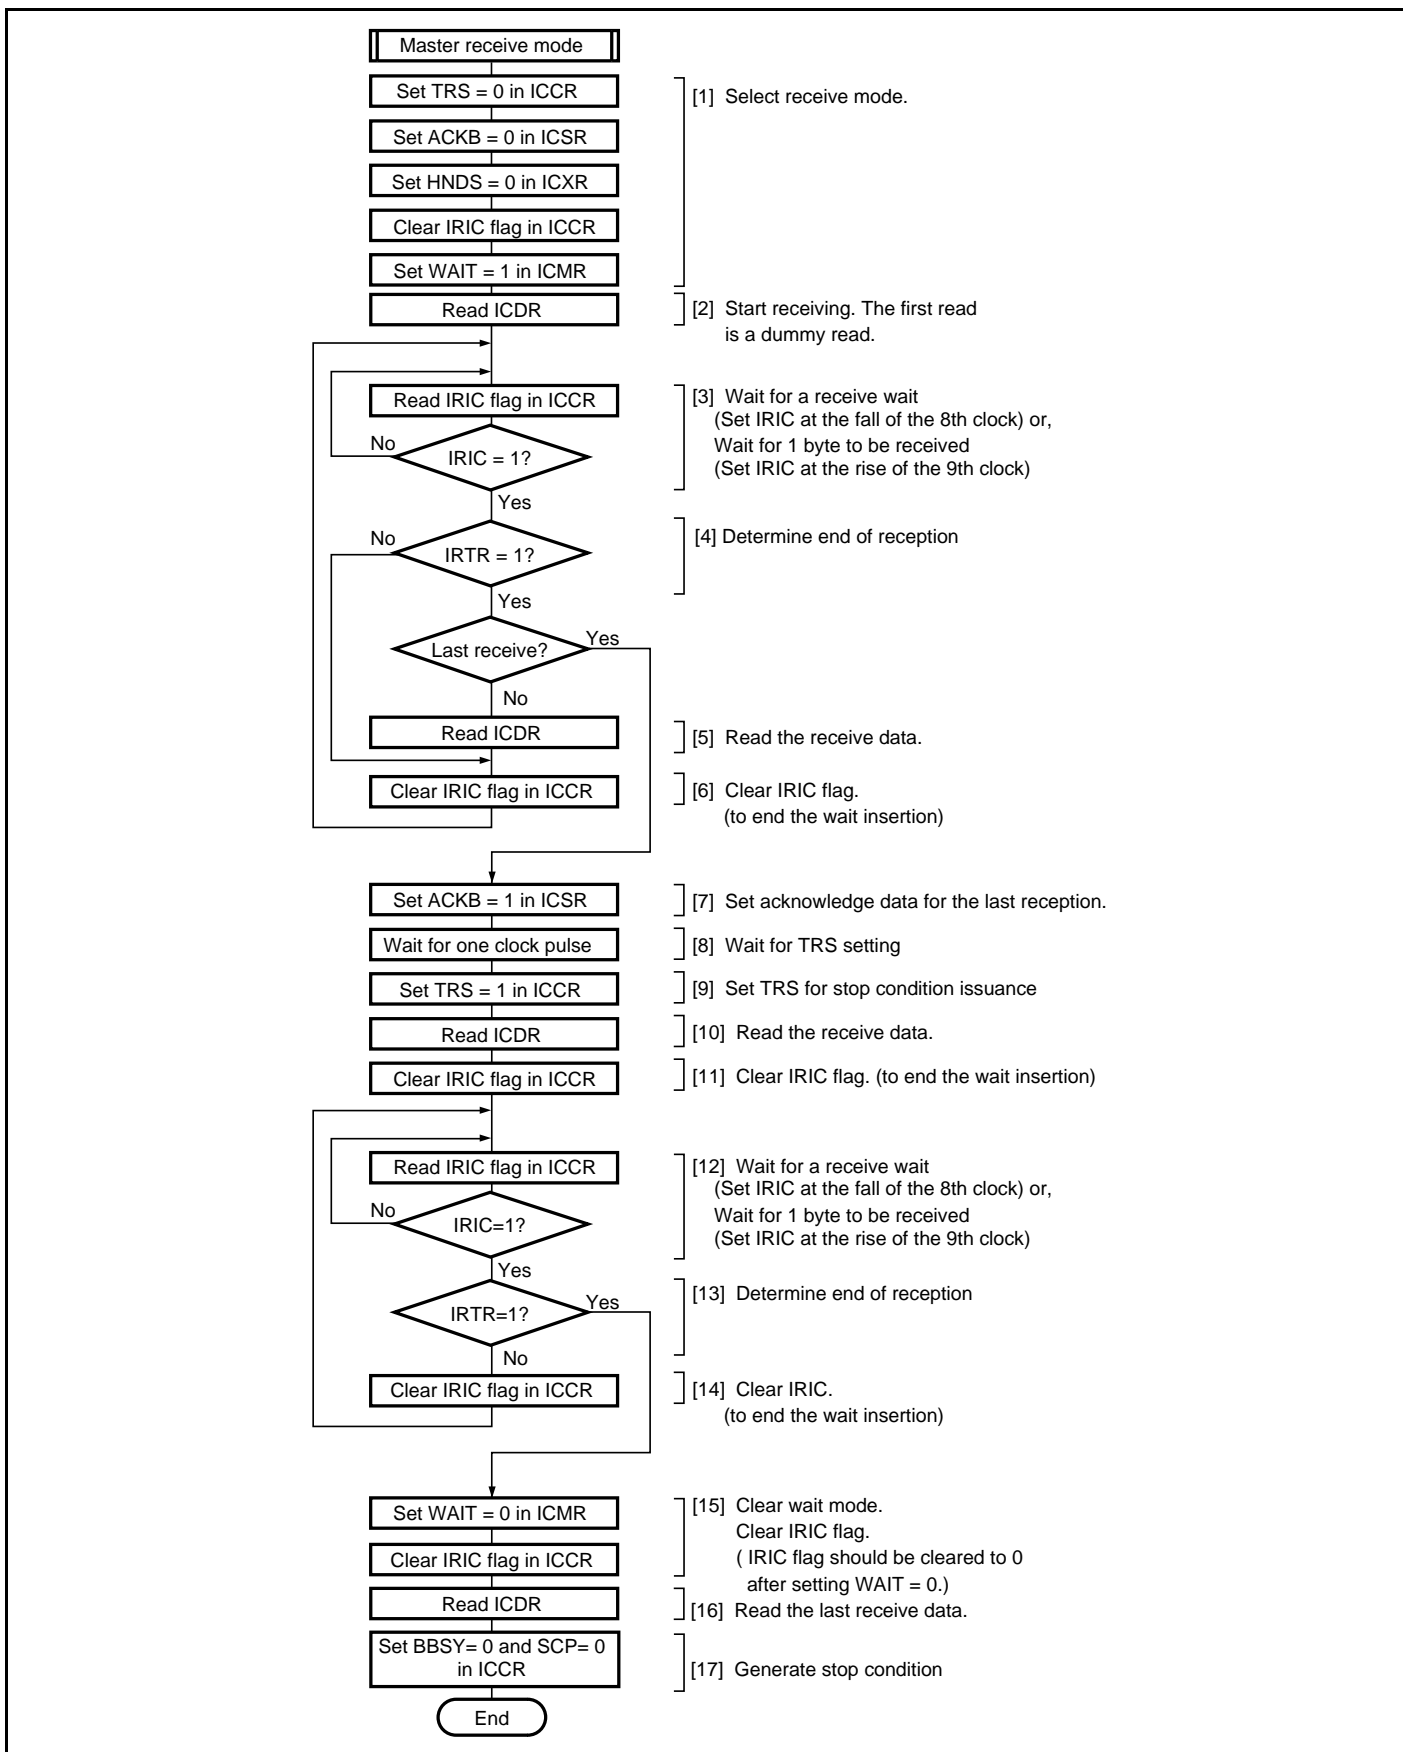 Master receive mode
Set TRS = 0 in ICCR
[1] Select receive mode.
Set ACKB = 0 in ICSR
Set HNDS = 0 in ICXR
Clear IRIC flag in ICCR
Set WAIT = 1 in ICMR
Read ICDR
[2] Start receiving. The first read
is a dummy read.
Read IRIC flag in ICCR
[3] Wait for a receive wait
(Set IRIC at the fall of the 8th clock) or,
Wait for 1 byte to be received
(Set IRIC at the rise of the 9th clock)
No
IRIC = 1?
Yes
No
IRTR = 1?
[4] Determine end of reception
Yes
Last receive?
Yes
No
Read ICDR
[5] Read the receive data.
Clear IRIC flag in ICCR
[6] Clear IRIC flag.
(to end the wait insertion)
Set ACKB = 1 in ICSR
[7] Set acknowledge data for the last reception.
Wait for one clock pulse
[8] Wait for TRS setting
Set TRS = 1 in ICCR
[9] Set TRS for stop condition issuance
Read ICDR
[10] Read the receive data.
Clear IRIC flag in ICCR
[11] Clear IRIC flag. (to end the wait insertion)
Read IRIC flag in ICCR
[12] Wait for a receive wait
(Set IRIC at the fall of the 8th clock) or,
Wait for 1 byte to be received
(Set IRIC at the rise of the 9th clock)
No
IRIC=1?
Yes
IRTR=1?
Yes
[13] Determine end of reception
No
Clear IRIC flag in ICCR
[14] Clear IRIC.
(to end the wait insertion)
Set WAIT = 0 in ICMR
[15] Clear wait mode.
Clear IRIC flag.
( IRIC flag should be cleared to 0
after setting WAIT = 0.)
Clear IRIC flag in ICCR
Read ICDR
[16] Read the last receive data.
Set BBSY= 0 and SCP= 0
in ICCR
[17] Generate stop condition
End